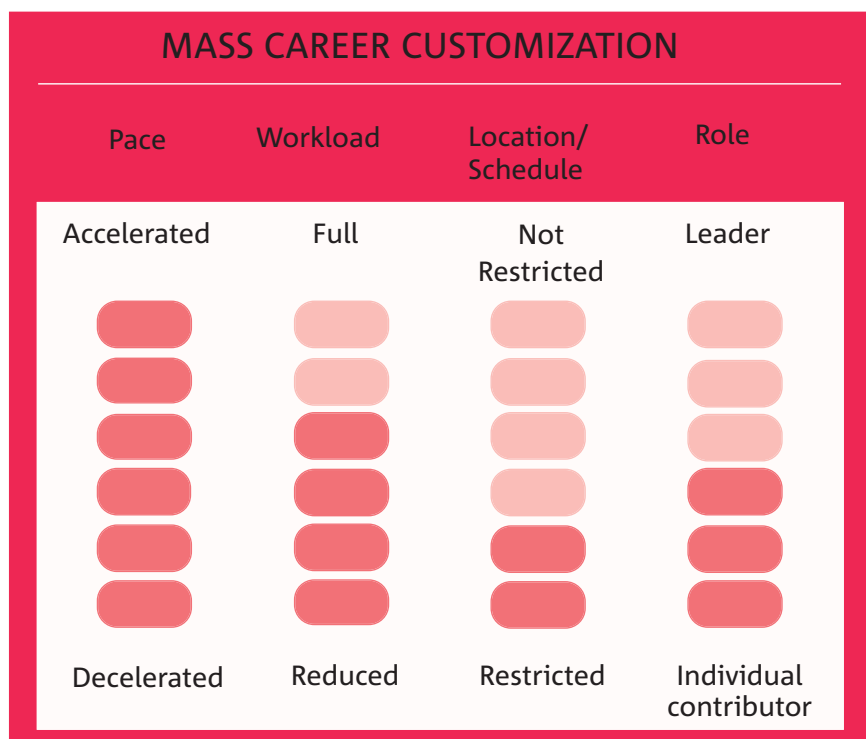 MASS CAREER CUSTOMIZATION
Pace
Workload
Location/
Schedule
Role
Accelerated
Full
Not
Restricted
Leader
Decelerated
Reduced
Restricted
Individual
contributor